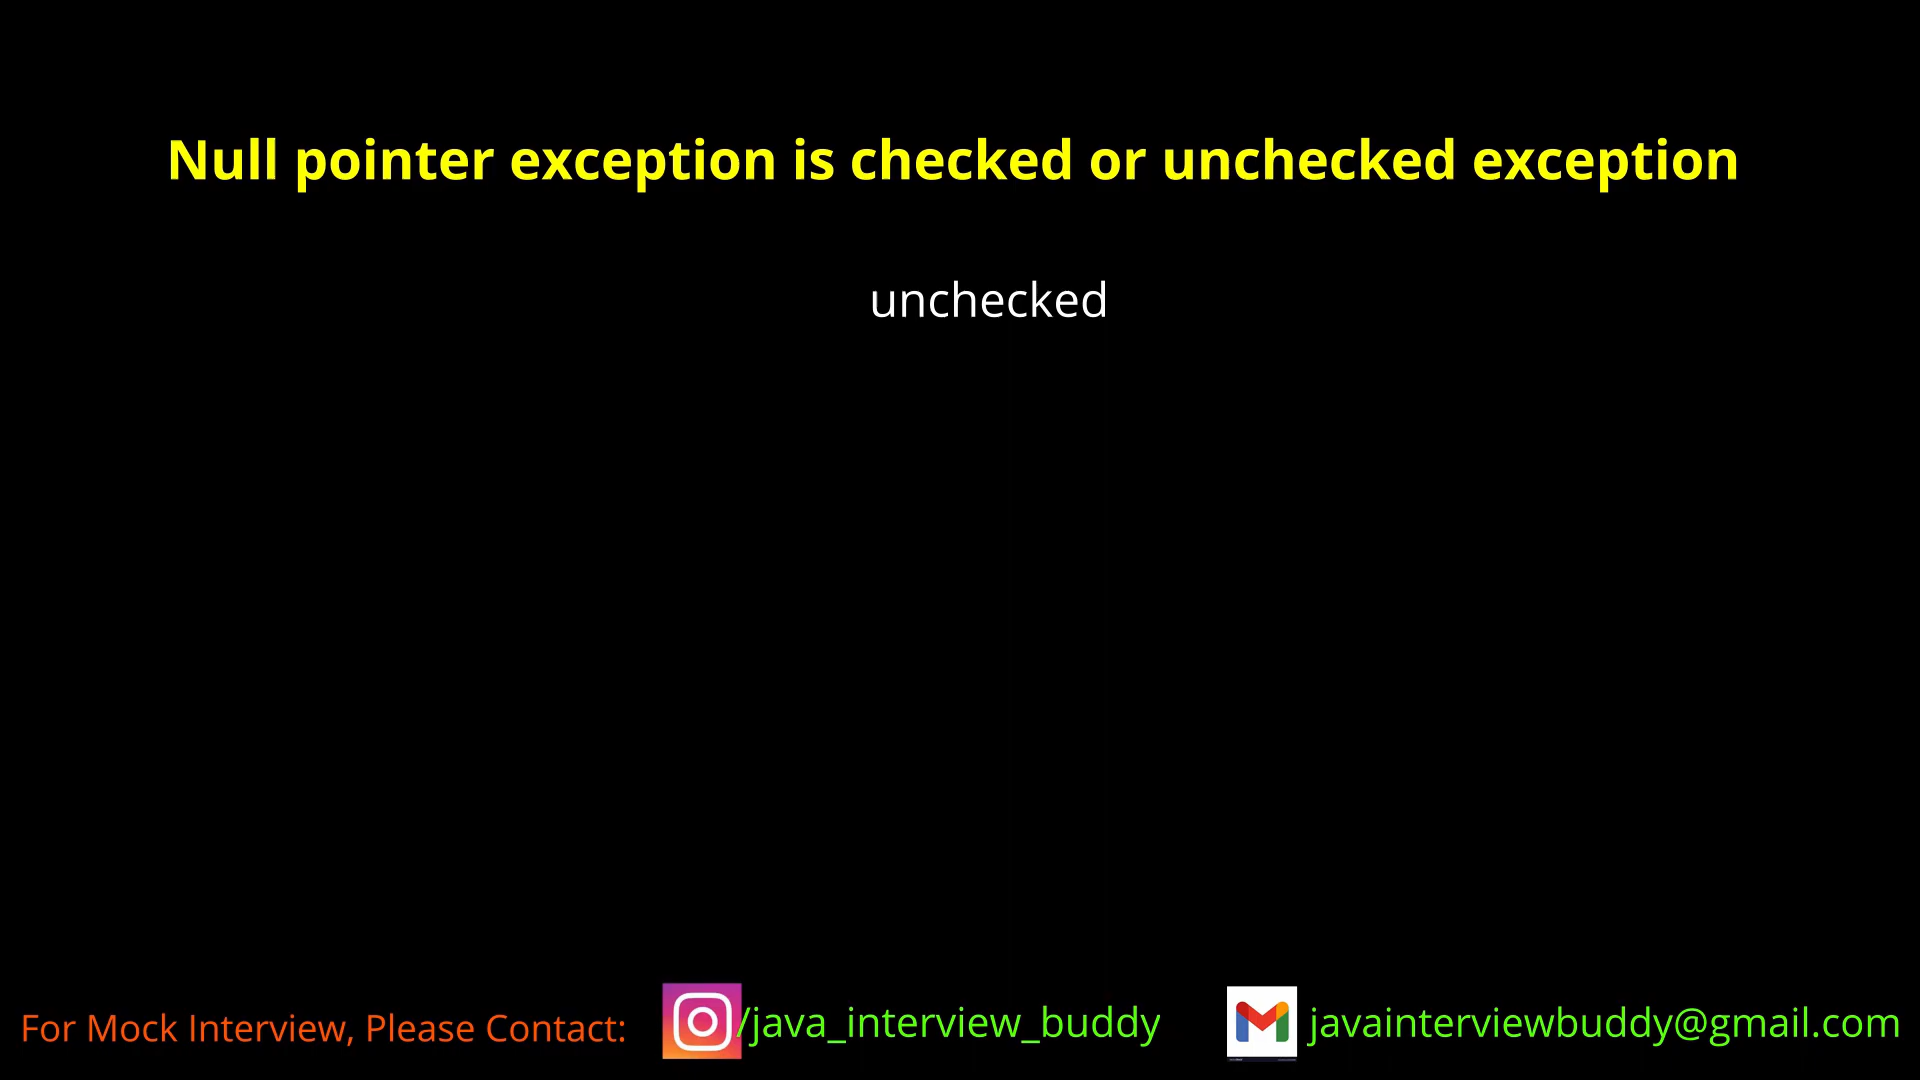 Null pointer exception is checked or unchecked exception
unchecked
For Mock Interview, Please Contact: /java_interview_buddy javainterviewbuddy@gmail.com